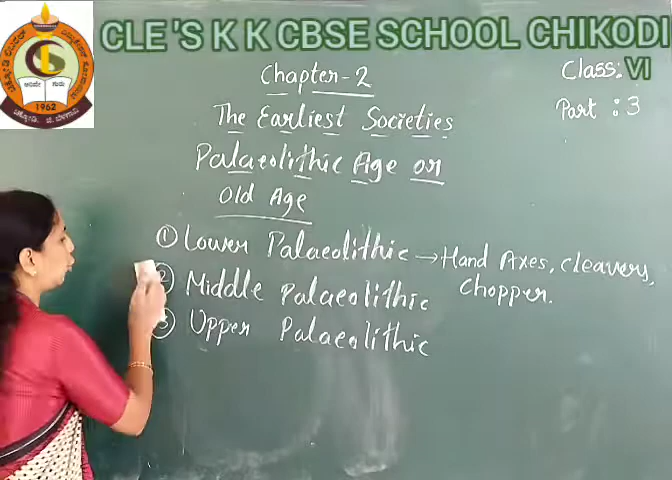 CLE'S K K CBSE SCHOOL CHIKODI
1962
Chapter-2
Class: VI
Part : 3
The Earliest Societies
Palaeolithic Age or
Old Age
① Lower Palaeolithic → Hand Axes, Cleavers,
Chopper.
② Middle Palaeolithic
③ Upper Palaeolithic